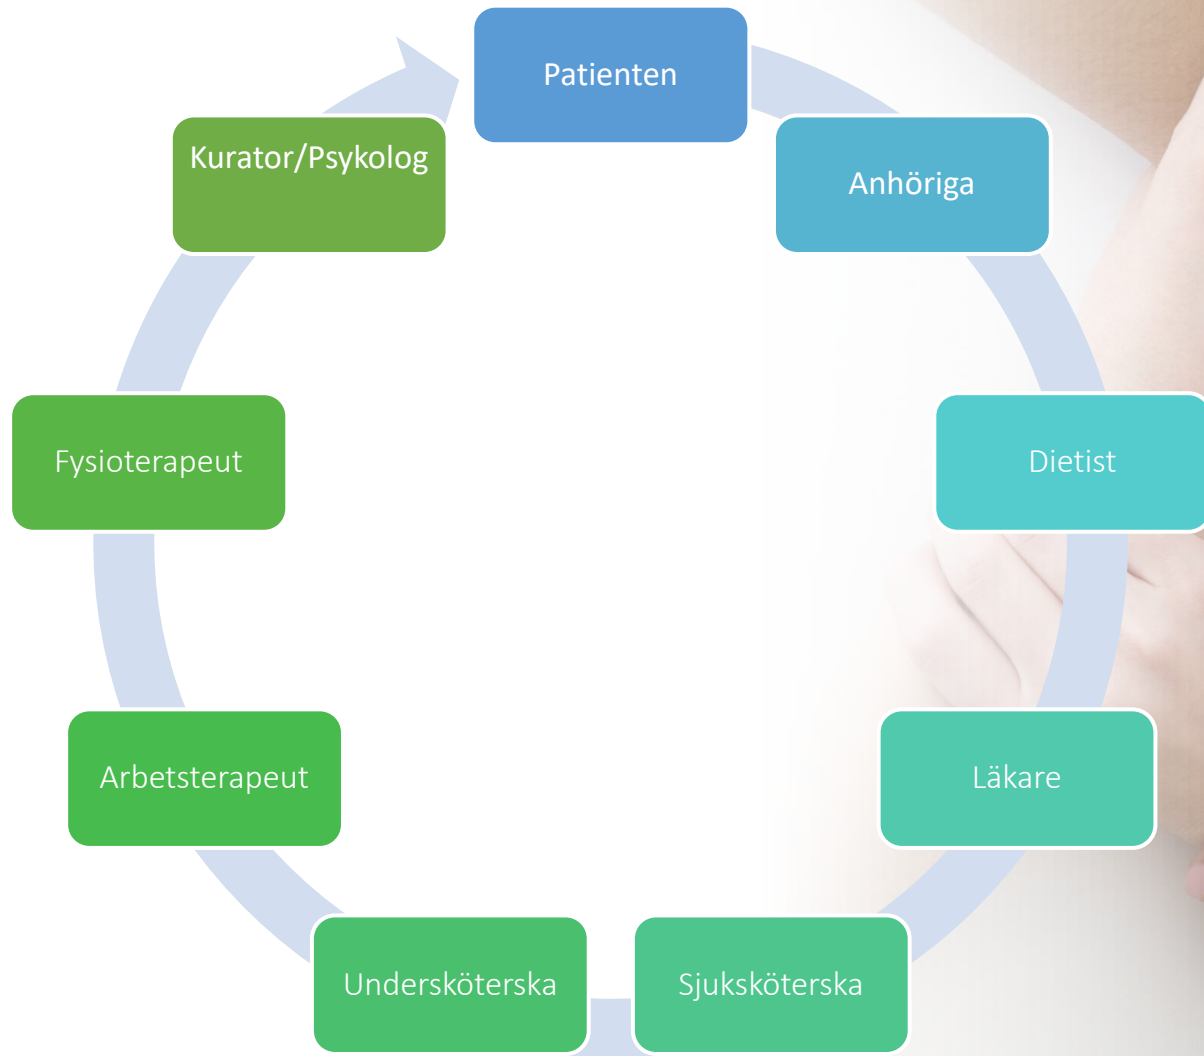 Patienten
Anhöriga
Dietist
Läkare
Sjuksköterska
Undersköterska
Arbetsterapeut
Fysioterapeut
Kurator/Psykolog